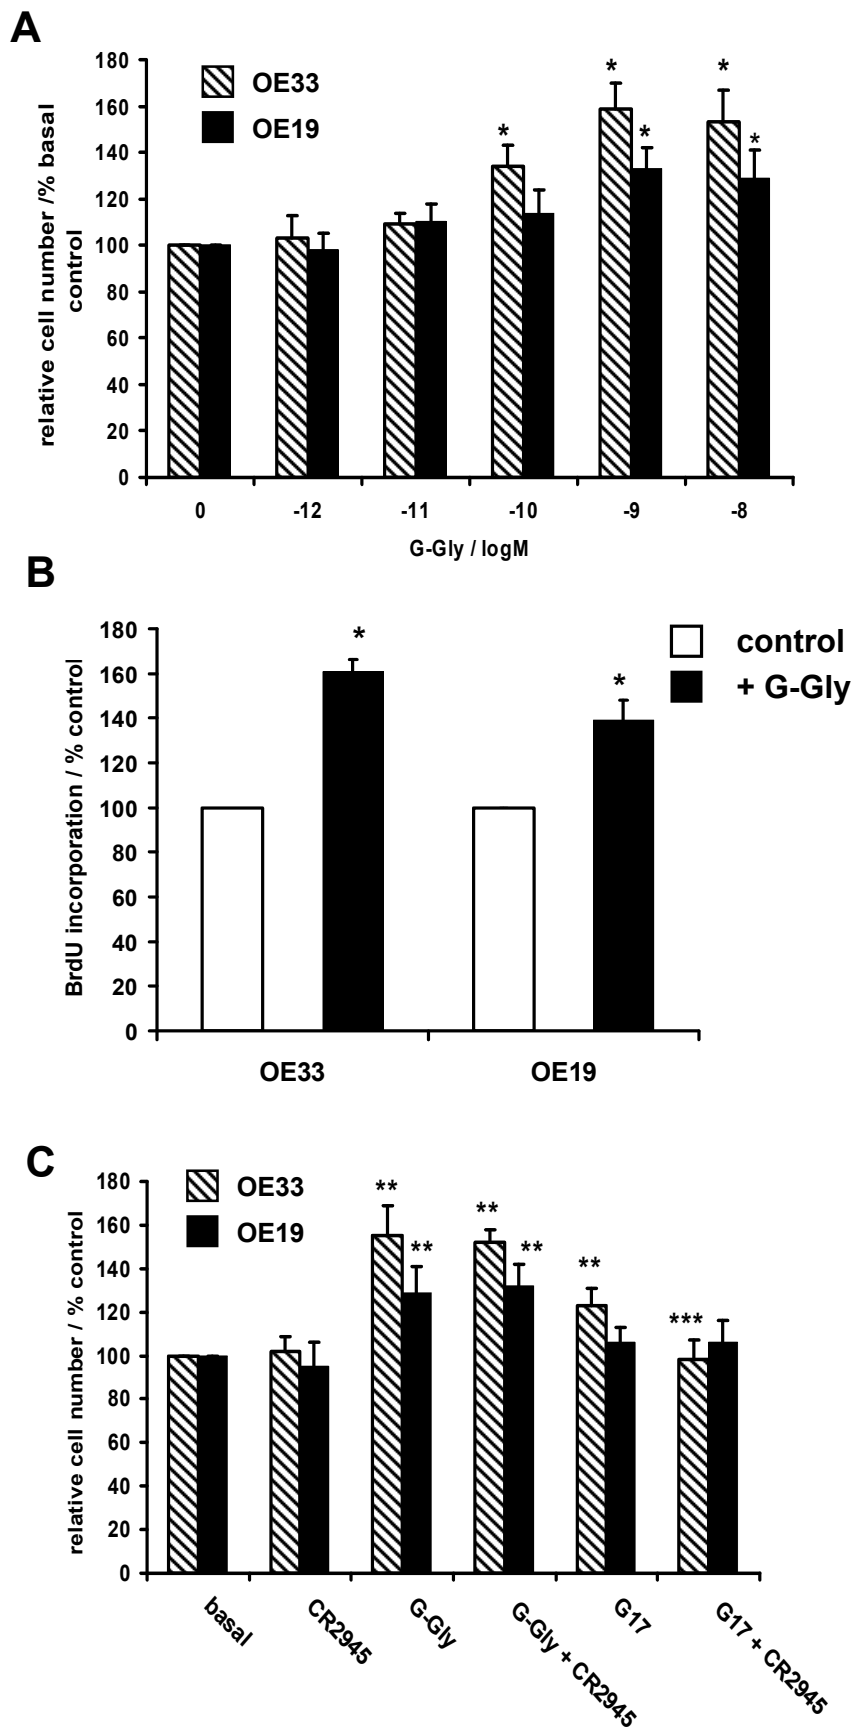 A
relative cell number /% basal
control
180
160
140
120
100
80
60
40
20
0
OE33
OE19
*
*
*
*
*
0 -12 -11 -10 -9 -8
G-Gly / logM
B
BrdU incorporation / % control
180
160
140
120
100
80
60
40
20
0
*
*
control
+ G-Gly
OE33 OE19
C
relative cell number / % control
180
160
140
120
100
80
60
40
20
0
OE33
OE19
**
**
**
**
**
***
basal
CR2945
G-Gly
G-Gly + CR2945
G17
G17 + CR2945